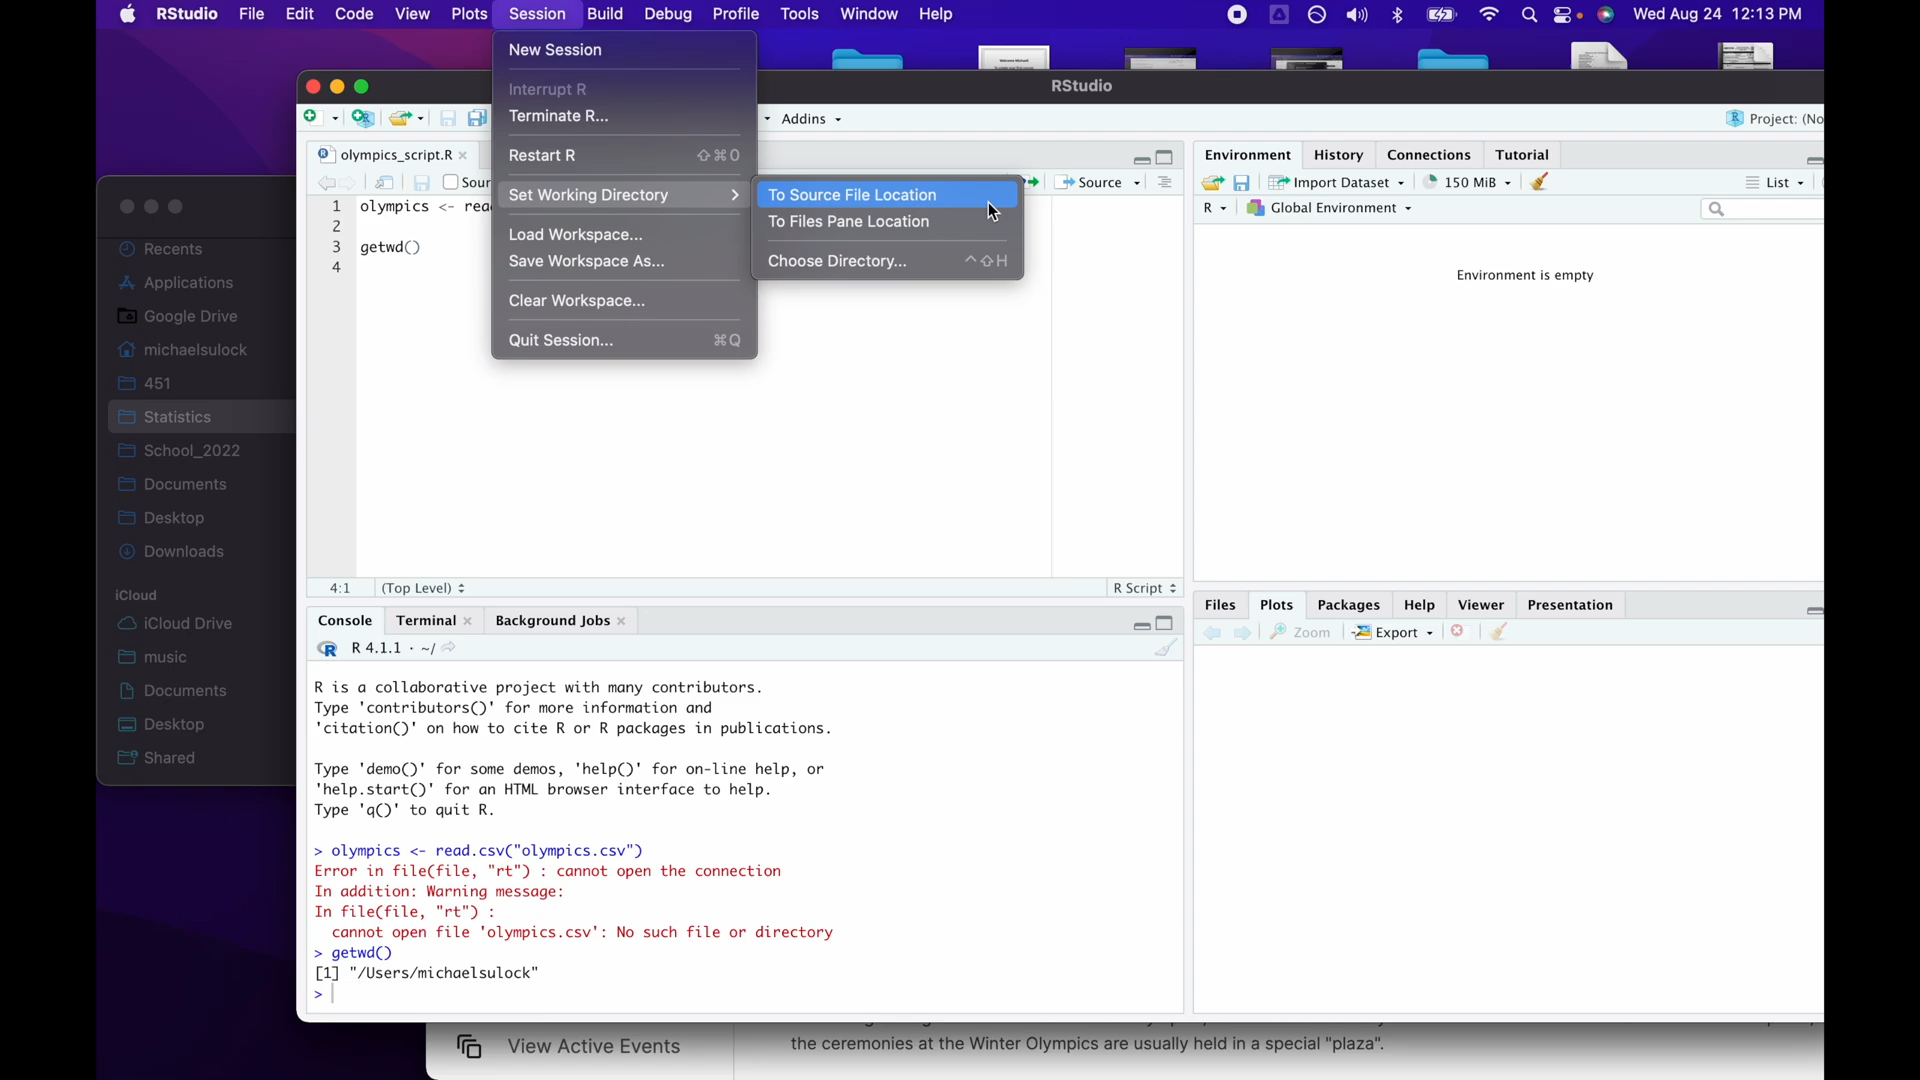 RStudio File Edit Code View Plots Session Build Debug Profile Tools Window Help Wed Aug 24 12:13 PM
New Session
Interrupt R
Terminate R...
Restart R ⇧⌘0
Set Working Directory
Load Workspace...
Save Workspace As...
Clear Workspace...
Quit Session... ⌘Q
To Source File Location
To Files Pane Location
Choose Directory... ^⇧H
RStudio
Addins
Project: (No
olympics_script.R
Sour
Source
1 olympics <- rea
2
3 getwd()
4
4:1 (Top Level) R Script
Recents
Applications
Google Drive
michaelsulock
451
Statistics
School_2022
Documents
Desktop
Downloads
iCloud
iCloud Drive
music
Documents
Desktop
Shared
Environment History Connections Tutorial
Import Dataset 150 MiB List
R Global Environment
Environment is empty
Files Plots Packages Help Viewer Presentation
Zoom Export
Console Terminal Background Jobs
R 4.1.1 · ~/
R is a collaborative project with many contributors.
Type 'contributors()' for more information and
'citation()' on how to cite R or R packages in publications.
Type 'demo()' for some demos, 'help()' for on-line help, or
'help.start()' for an HTML browser interface to help.
Type 'q()' to quit R.
> olympics <- read.csv("olympics.csv")
Error in file(file, "rt") : cannot open the connection
In addition: Warning message:
In file(file, "rt") :
cannot open file 'olympics.csv': No such file or directory
> getwd()
[1] "/Users/michaelsulock"
>
View Active Events
the ceremonies at the Winter Olympics are usually held in a special "plaza".